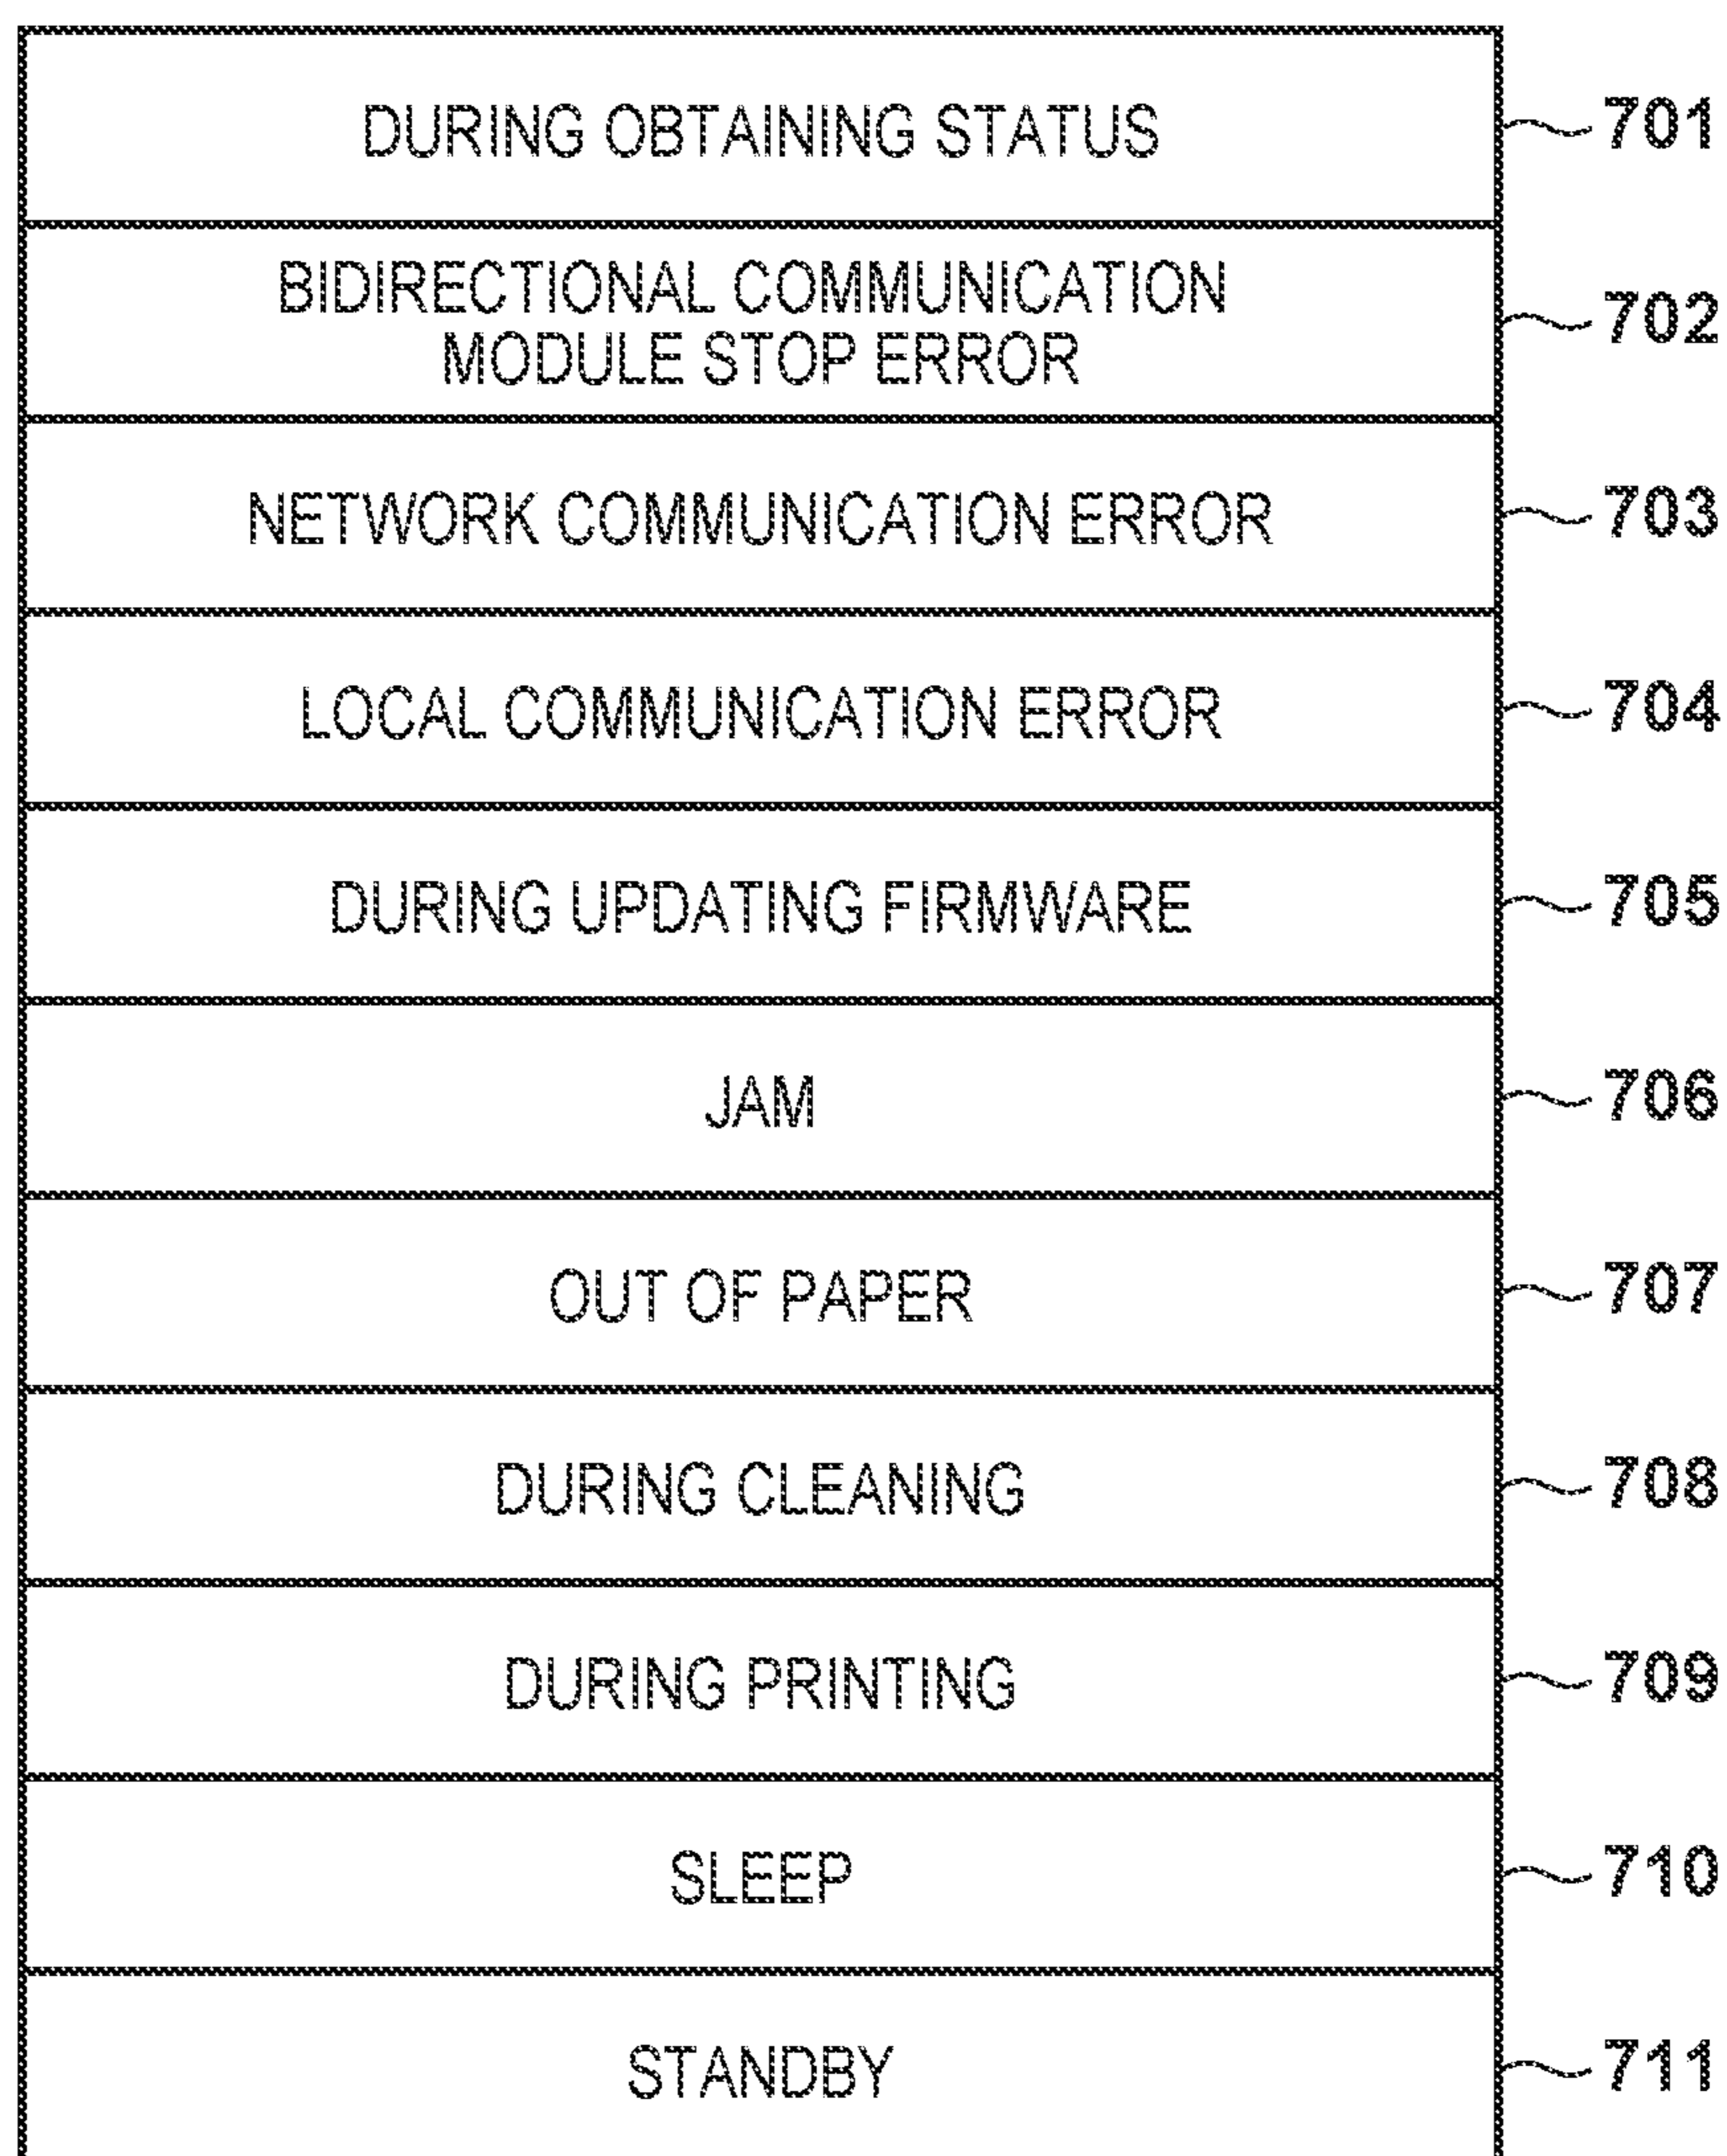 DURING OBTAINING STATUS 701
BIDIRECTIONAL COMMUNICATION
MODULE STOP ERROR 702
NETWORK COMMUNICATION ERROR 703
LOCAL COMMUNICATION ERROR 704
DURING UPDATING FIRMWARE 705
JAM 706
OUT OF PAPER 707
DURING CLEANING 708
DURING PRINTING 709
SLEEP 710
STANDBY 711